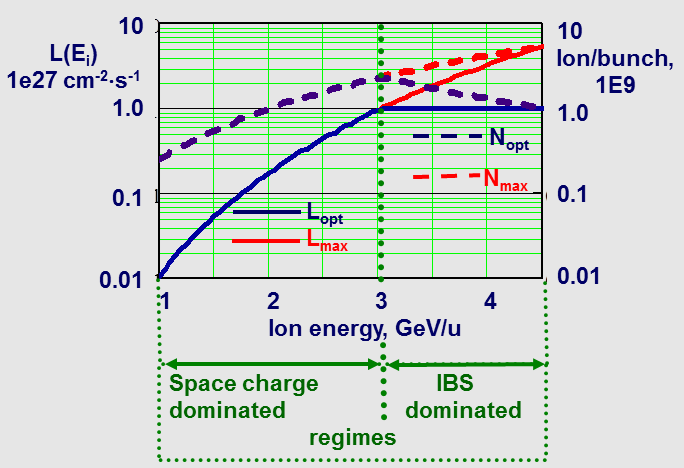 L(Ei)
1e27 cm-2·s-1
10
1.0
0.1
0.01
10
Ion/bunch,
1E9
1.0
0.1
0.01
Nopt
Nmax
Lopt
Lmax
1 2 3 4
Ion energy, GeV/u
Space charge
dominated
IBS
dominated
regimes